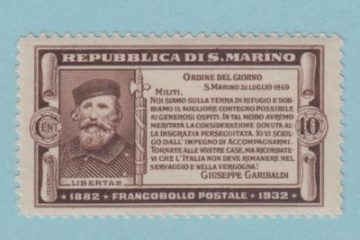 REPUBBLICA DI S. MARINO
ORDINE DEL GIORNO
S. MARINO 31 LUGLIO 1849
MILITI.
NOI SIAMO SULLA TERRA DI RIFUGIO E DOB-
BIAMO IL MIGLIORE CONTEGNO POSSIBILE
AI GENEROSI OSPITI. IN TAL MODO AVREMO
MERITATA LA CONSIDERAZIONE DOVUTA AL-
LA DISGRAZIA PERSEGUITATA. IO VI SCIOL-
GO DALL'IMPEGNO DI ACCOMPAGNARMI.
TORNATE ALLE VOSTRE CASE, MA RICORDATE-
VI CHE L'ITALIA NON DEVE RIMANERE NEL
SERVAGGIO E NELLA VERGOGNA!
GIUSEPPE GARIBALDI
CENT.
10
LIBERTAS
1882 FRANCOBOLLO POSTALE 1932